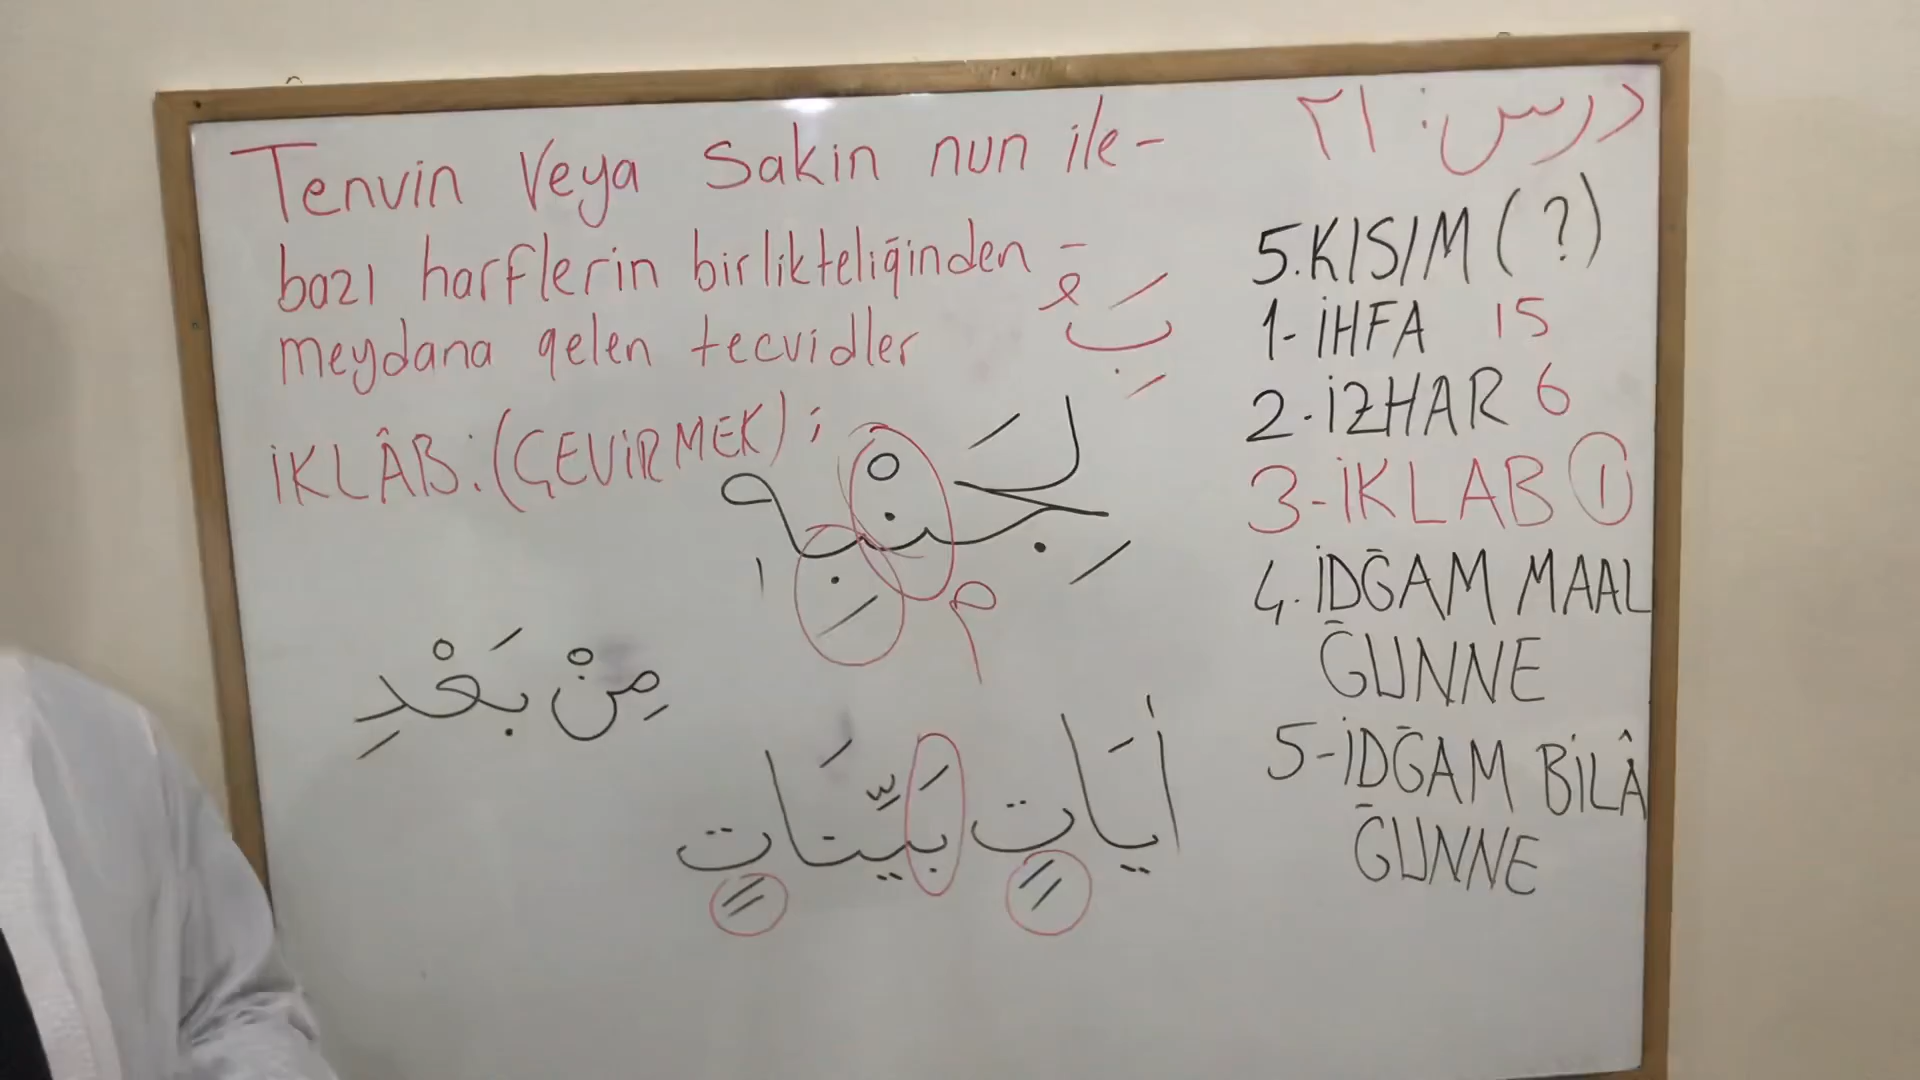 Tenvin Veya Sakin nun ile-
bazı harflerin birlikteliğinden -
meydana gelen tecvidler
İKLÂB: (ÇEVİRMEK) ;
بَِهُ
لِجَنْبِهِ
م
مِنْ بَعْدِ
أيَاتٍ بَيِّنَاتٍ
درس: ٢١
5.KISIM (?)
1- İHFA 15
2- İZHAR 6
3- İKLAB 1
4. İDĞAM MAAL
ĞUNNE
5- İDĞAM BİLÂ
ĞUNNE